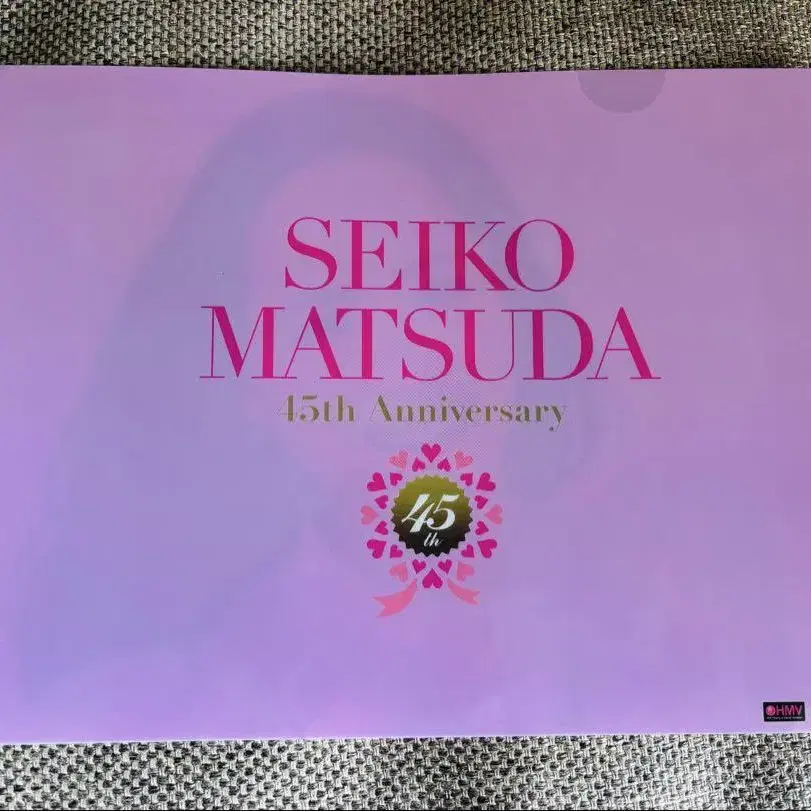 SEIKO
MATSUDA
45th Anniversary
45
th
HMV